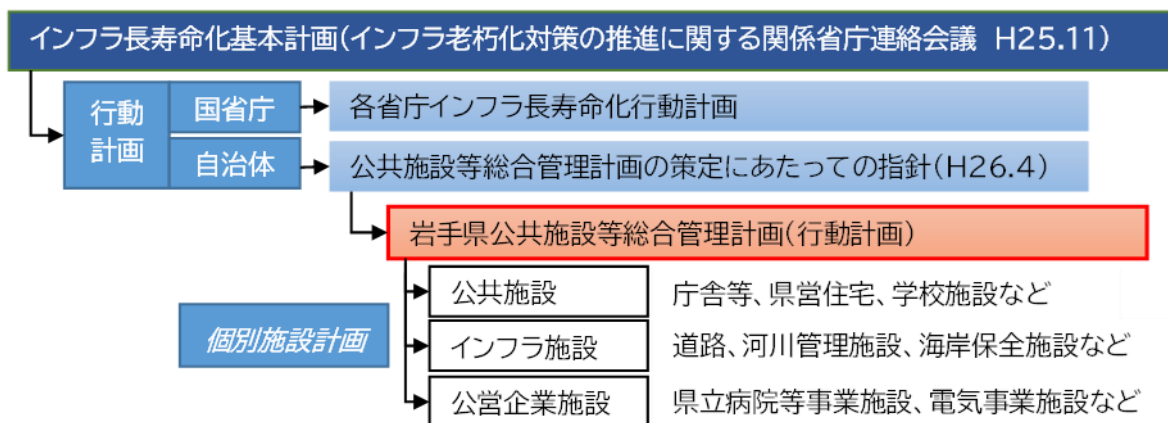 インフラ長寿命化基本計画(インフラ老朽化対策の推進に関する関係省庁連絡会議 H25.11)
行動
計画
国省庁
各省庁インフラ長寿命化行動計画
自治体
公共施設等総合管理計画の策定にあたっての指針(H26.4)
岩手県公共施設等総合管理計画(行動計画)
個別施設計画
公共施設
庁舎等、県営住宅、学校施設など
インフラ施設
道路、河川管理施設、海岸保全施設など
公営企業施設
県立病院等事業施設、電気事業施設など